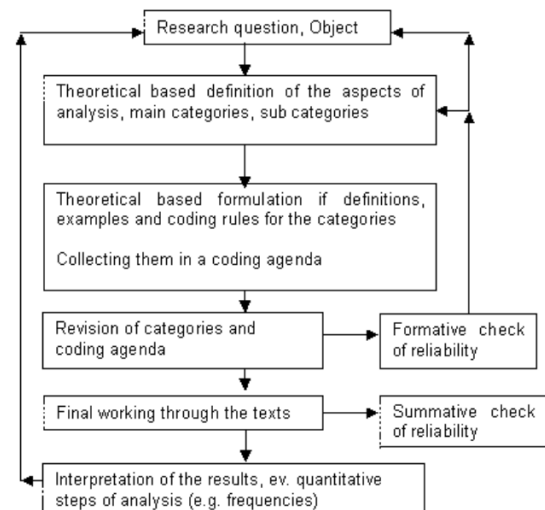 Research question, Object
Theoretical based definition of the aspects of
analysis, main categories, sub categories
Theoretical based formulation if definitions,
examples and coding rules for the categories
Collecting them in a coding agenda
Revision of categories and
coding agenda
Formative check
of reliability
Final working through the texts
Summative check
of reliability
Interpretation of the results, ev. quantitative
steps of analysis (e.g. frequencies)